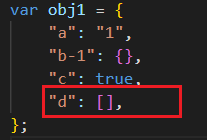 var obj1 = {
"a": "1",
"b-1": {},
"c": true,
"d": [],
};